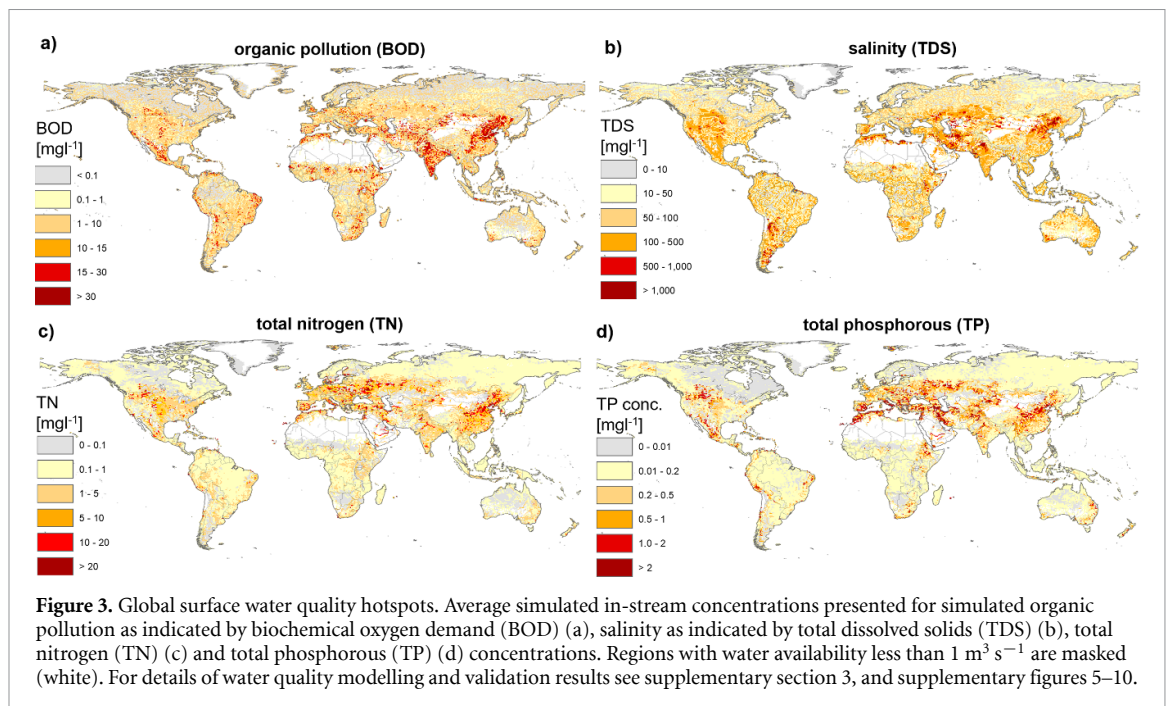 a)
organic pollution (BOD)
BOD
[mgl⁻¹]
< 0.1
0.1 - 1
1 - 10
10 - 15
15 - 30
> 30
b)
salinity (TDS)
TDS
[mgl⁻¹]
0 - 10
10 - 50
50 - 100
100 - 500
500 - 1,000
> 1,000
c)
total nitrogen (TN)
TN
[mgl⁻¹]
0 - 0.1
0.1 - 1
1 - 5
5 - 10
10 - 20
> 20
d)
total phosphorous (TP)
TP conc.
[mgl⁻¹]
0 - 0.01
0.01 - 0.2
0.2 - 0.5
0.5 - 1
1.0 - 2
> 2
Figure 3. Global surface water quality hotspots. Average simulated in-stream concentrations presented for simulated organic
pollution as indicated by biochemical oxygen demand (BOD) (a), salinity as indicated by total dissolved solids (TDS) (b), total
nitrogen (TN) (c) and total phosphorous (TP) (d) concentrations. Regions with water availability less than 1 m³ s⁻¹ are masked
(white). For details of water quality modelling and validation results see supplementary section 3, and supplementary figures 5–10.